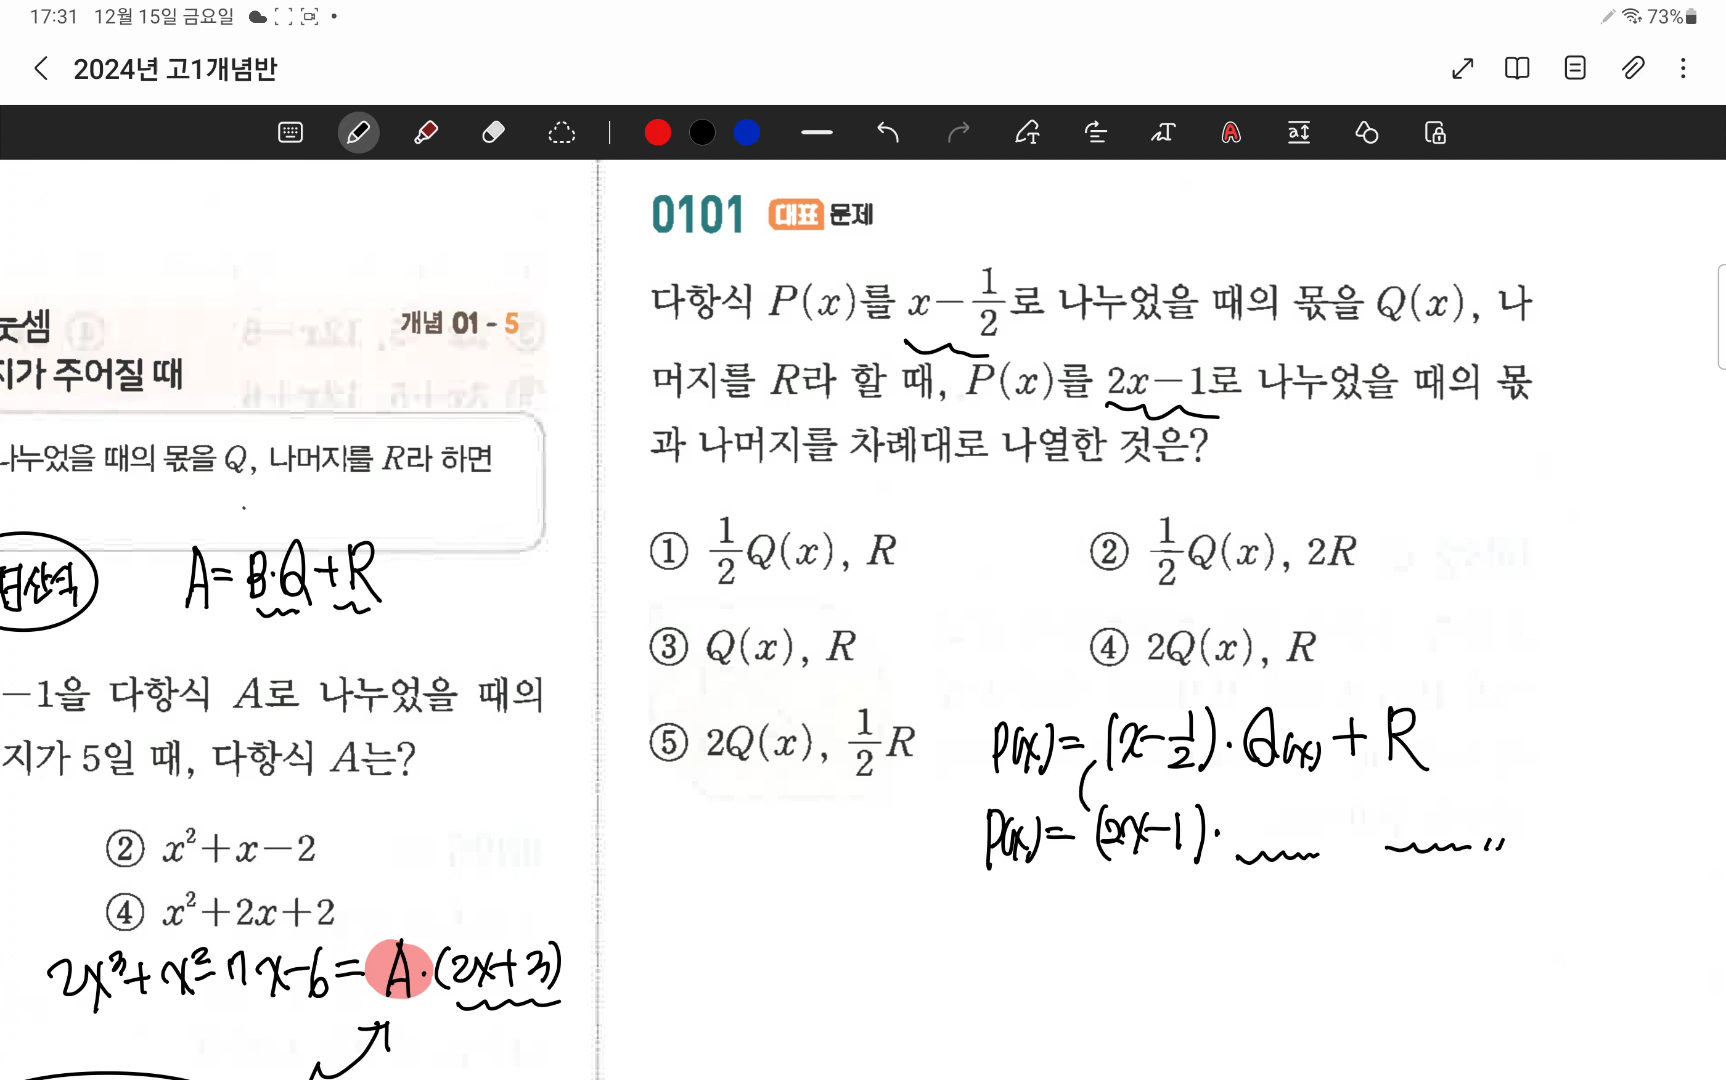 17:31 12월 15일 금요일
73%
2024년 고1개념반
눗셈
개념 01 - 5
지가 주어질 때
나누었을 때의 몫을 Q, 나머지를 R라 하면
검산식
A = B·Q + R
-1을 다항식 A로 나누었을 때의
지가 5일 때, 다항식 A는?
② x²+x-2
④ x²+2x+2
2x³+x²-7x-6 = A·(2x+3)
0101 대표 문제
다항식 P(x)를 x-1/2로 나누었을 때의 몫을 Q(x), 나
머지를 R라 할 때, P(x)를 2x-1로 나누었을 때의 몫
과 나머지를 차례대로 나열한 것은?
① 1/2Q(x), R ② 1/2Q(x), 2R
③ Q(x), R ④ 2Q(x), R
⑤ 2Q(x), 1/2R
P(x) = (x-1/2)·Q(x) + R
P(x) = (2x-1)·